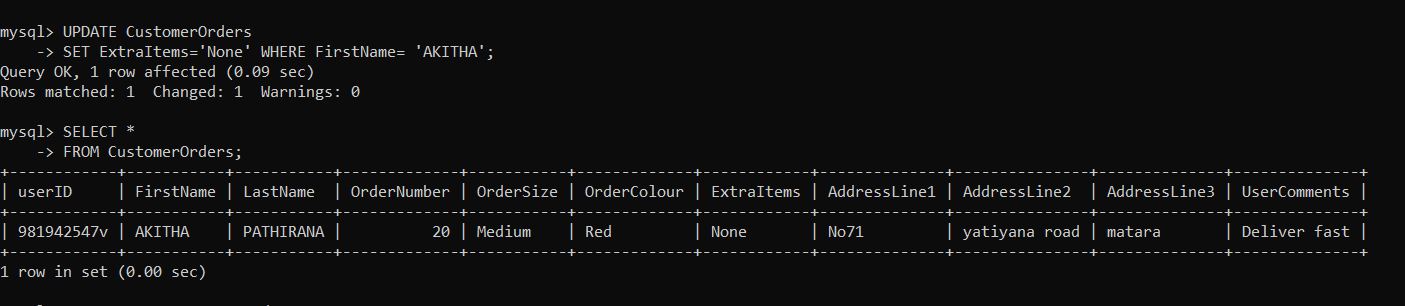 mysql> UPDATE CustomerOrders
    -> SET ExtraItems='None' WHERE FirstName= 'AKITHA';
Query OK, 1 row affected (0.09 sec)
Rows matched: 1  Changed: 1  Warnings: 0

mysql> SELECT *
    -> FROM CustomerOrders;
+------------+-----------+-----------+-------------+-----------+-------------+------------+--------------+---------------+--------------+--------------+
| userID     | FirstName | LastName  | OrderNumber | OrderSize | OrderColour | ExtraItems | AddressLine1 | AddressLine2  | AddressLine3 | UserComments |
+------------+-----------+-----------+-------------+-----------+-------------+------------+--------------+---------------+--------------+--------------+
| 981942547v | AKITHA    | PATHIRANA |          20 | Medium    | Red         | None       | No71         | yatiyana road | matara       | Deliver fast |
+------------+-----------+-----------+-------------+-----------+-------------+------------+--------------+---------------+--------------+--------------+
1 row in set (0.00 sec)